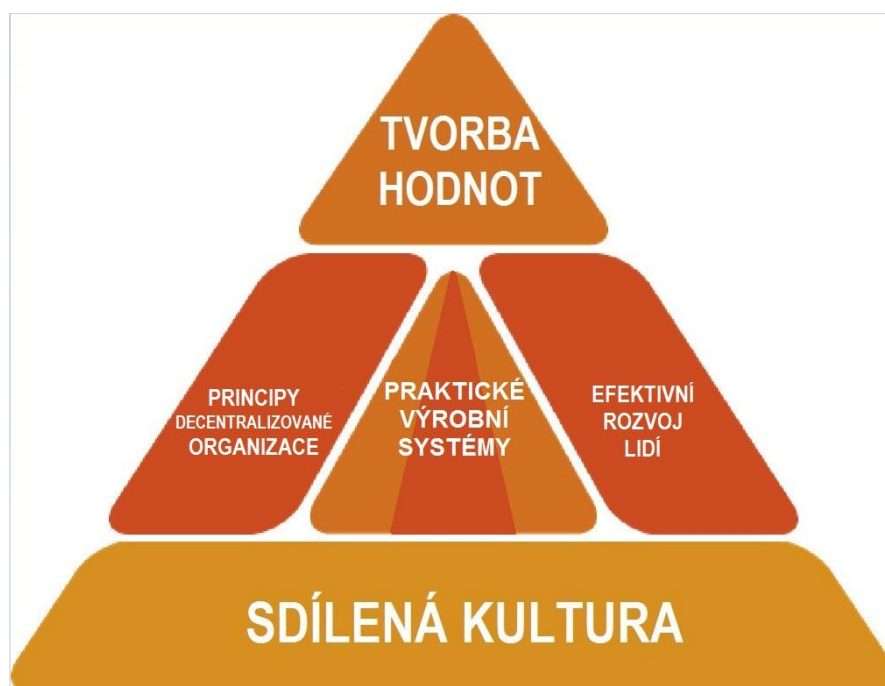 TVORBA
HODNOT
PRINCIPY
DECENTRALIZOVANÉ
ORGANIZACE
PRAKTICKÉ
VÝROBNÍ
SYSTÉMY
EFEKTIVNÍ
ROZVOJ
LIDÍ
SDÍLENÁ KULTURA